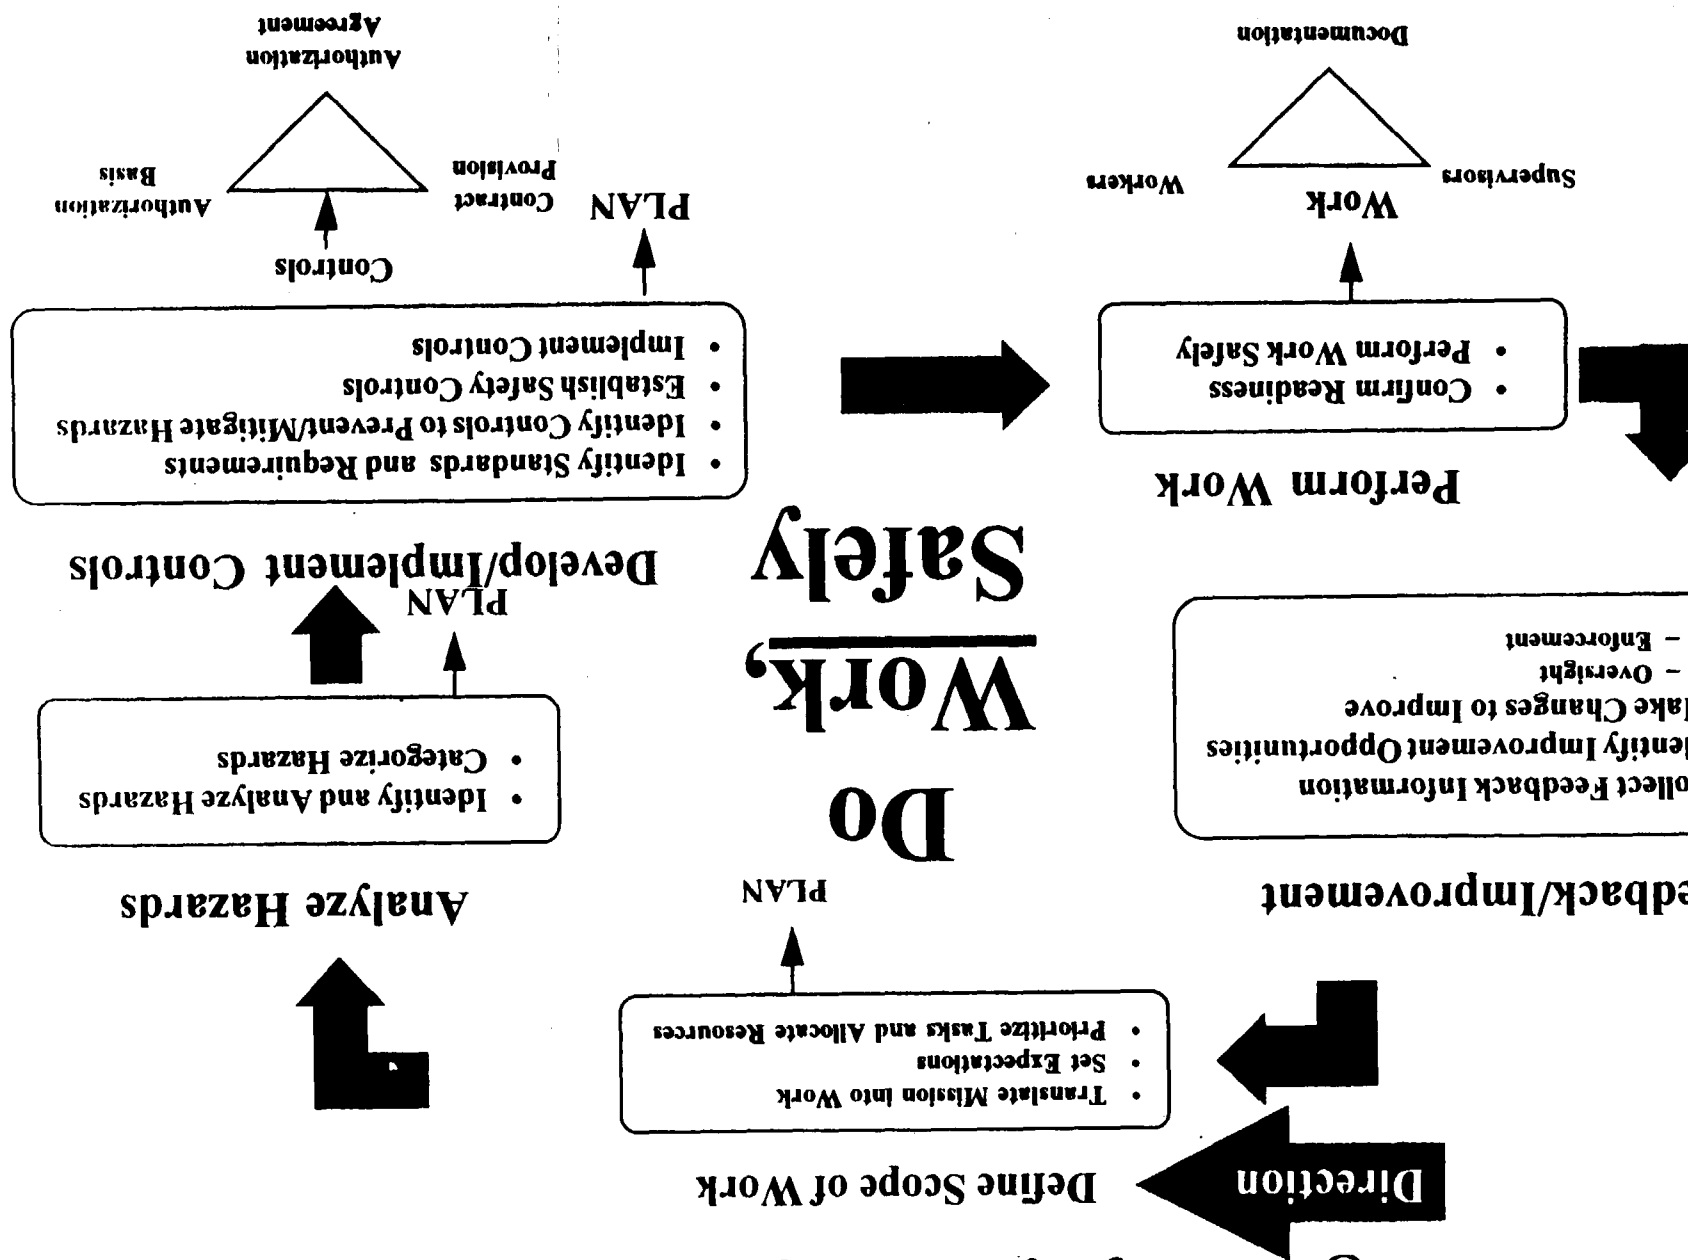 Direction
Define Scope of Work
• Translate Mission into Work
• Set Expectations
• Prioritize Tasks and Allocate Resources
PLAN
edback/Improvement
ollect Feedback Information
lentify Improvement Opportunities
lake Changes to Improve
– Oversight
– Enforcement
Do
Work,
Safely
Analyze Hazards
• Identify and Analyze Hazards
• Categorize Hazards
PLAN
Develop/Implement Controls
• Identify Standards and Requirements
• Identify Controls to Prevent/Mitigate Hazards
• Establish Safety Controls
• Implement Controls
Perform Work
• Confirm Readiness
• Perform Work Safely
Work
Supervisors
Workers
Documentation
PLAN
Controls
Contract
Provision
Authorization
Basis
Authorization
Agreement